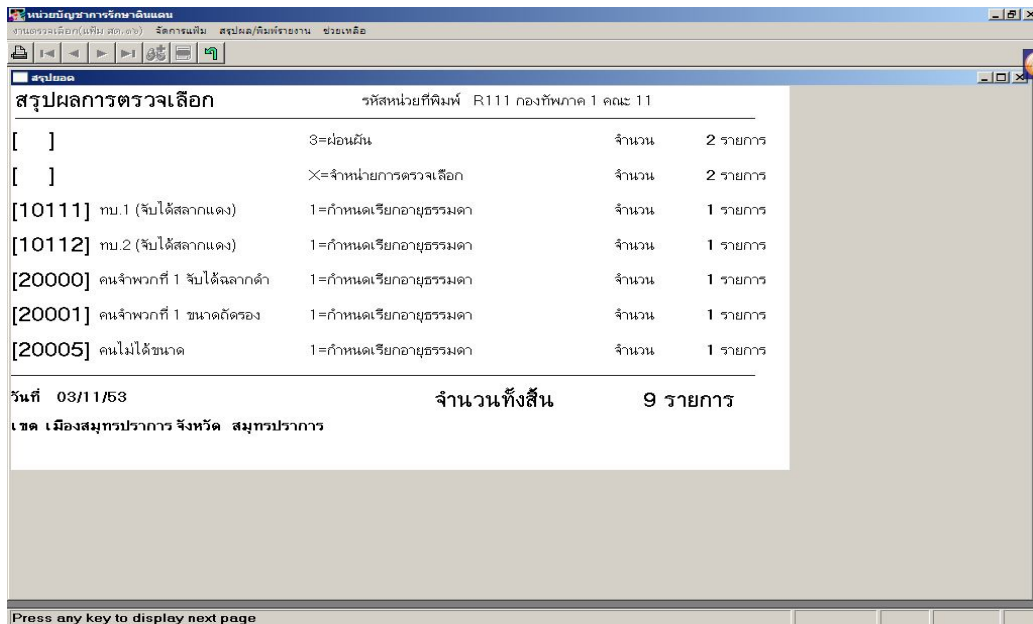 หน่วยบัญชาการรักษาดินแดน
งานตรวจเลือก(แฟ้ม สด.๑๖) จัดการแฟ้ม สรุปผล/พิมพ์รายงาน ช่วยเหลือ
สรุปยอด
สรุปผลการตรวจเลือก รหัสหน่วยที่พิมพ์ R111 กองทัพภาค 1 คณะ 11
[ ] 3=ผ่อนผัน จำนวน 2 รายการ
[ ] X=จำหน่ายการตรวจเลือก จำนวน 2 รายการ
[10111] ทบ.1 (จับได้สลากแดง) 1=กำหนดเรียกอายุธรรมดา จำนวน 1 รายการ
[10112] ทบ.2 (จับได้สลากแดง) 1=กำหนดเรียกอายุธรรมดา จำนวน 1 รายการ
[20000] คนจำพวกที่ 1 จับได้ฉลากดำ 1=กำหนดเรียกอายุธรรมดา จำนวน 1 รายการ
[20001] คนจำพวกที่ 1 ขนาดถัดรอง 1=กำหนดเรียกอายุธรรมดา จำนวน 1 รายการ
[20005] คนไม่ได้ขนาด 1=กำหนดเรียกอายุธรรมดา จำนวน 1 รายการ
วันที่ 03/11/53 จำนวนทั้งสิ้น 9 รายการ
เขต เมืองสมุทรปราการ จังหวัด สมุทรปราการ
Press any key to display next page